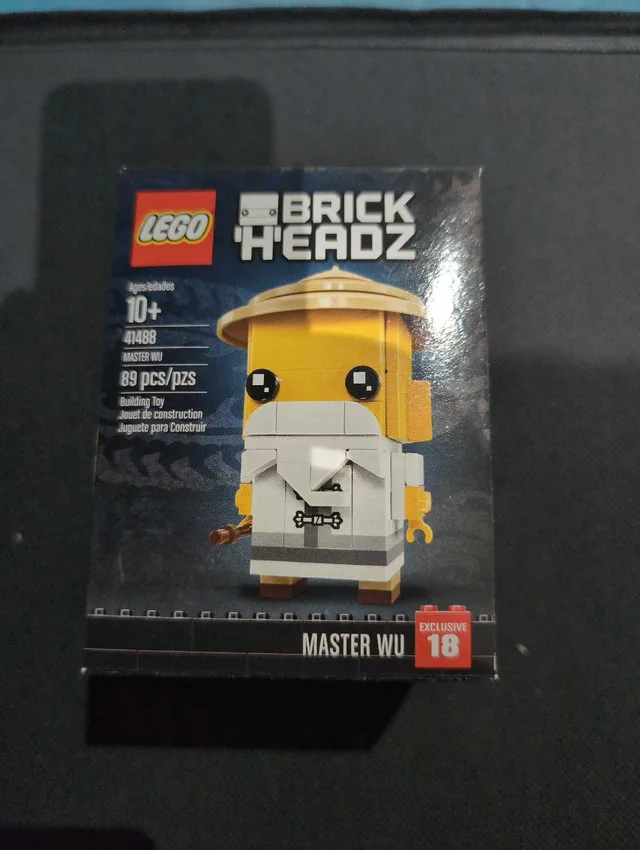 LEGO
BRICK
HEADZ
Ages/edades
10+
41488
MASTER WU
89 pcs/pzs
Building Toy
Jouet de construction
Juguete para Construir
MASTER WU
EXCLUSIVE
18